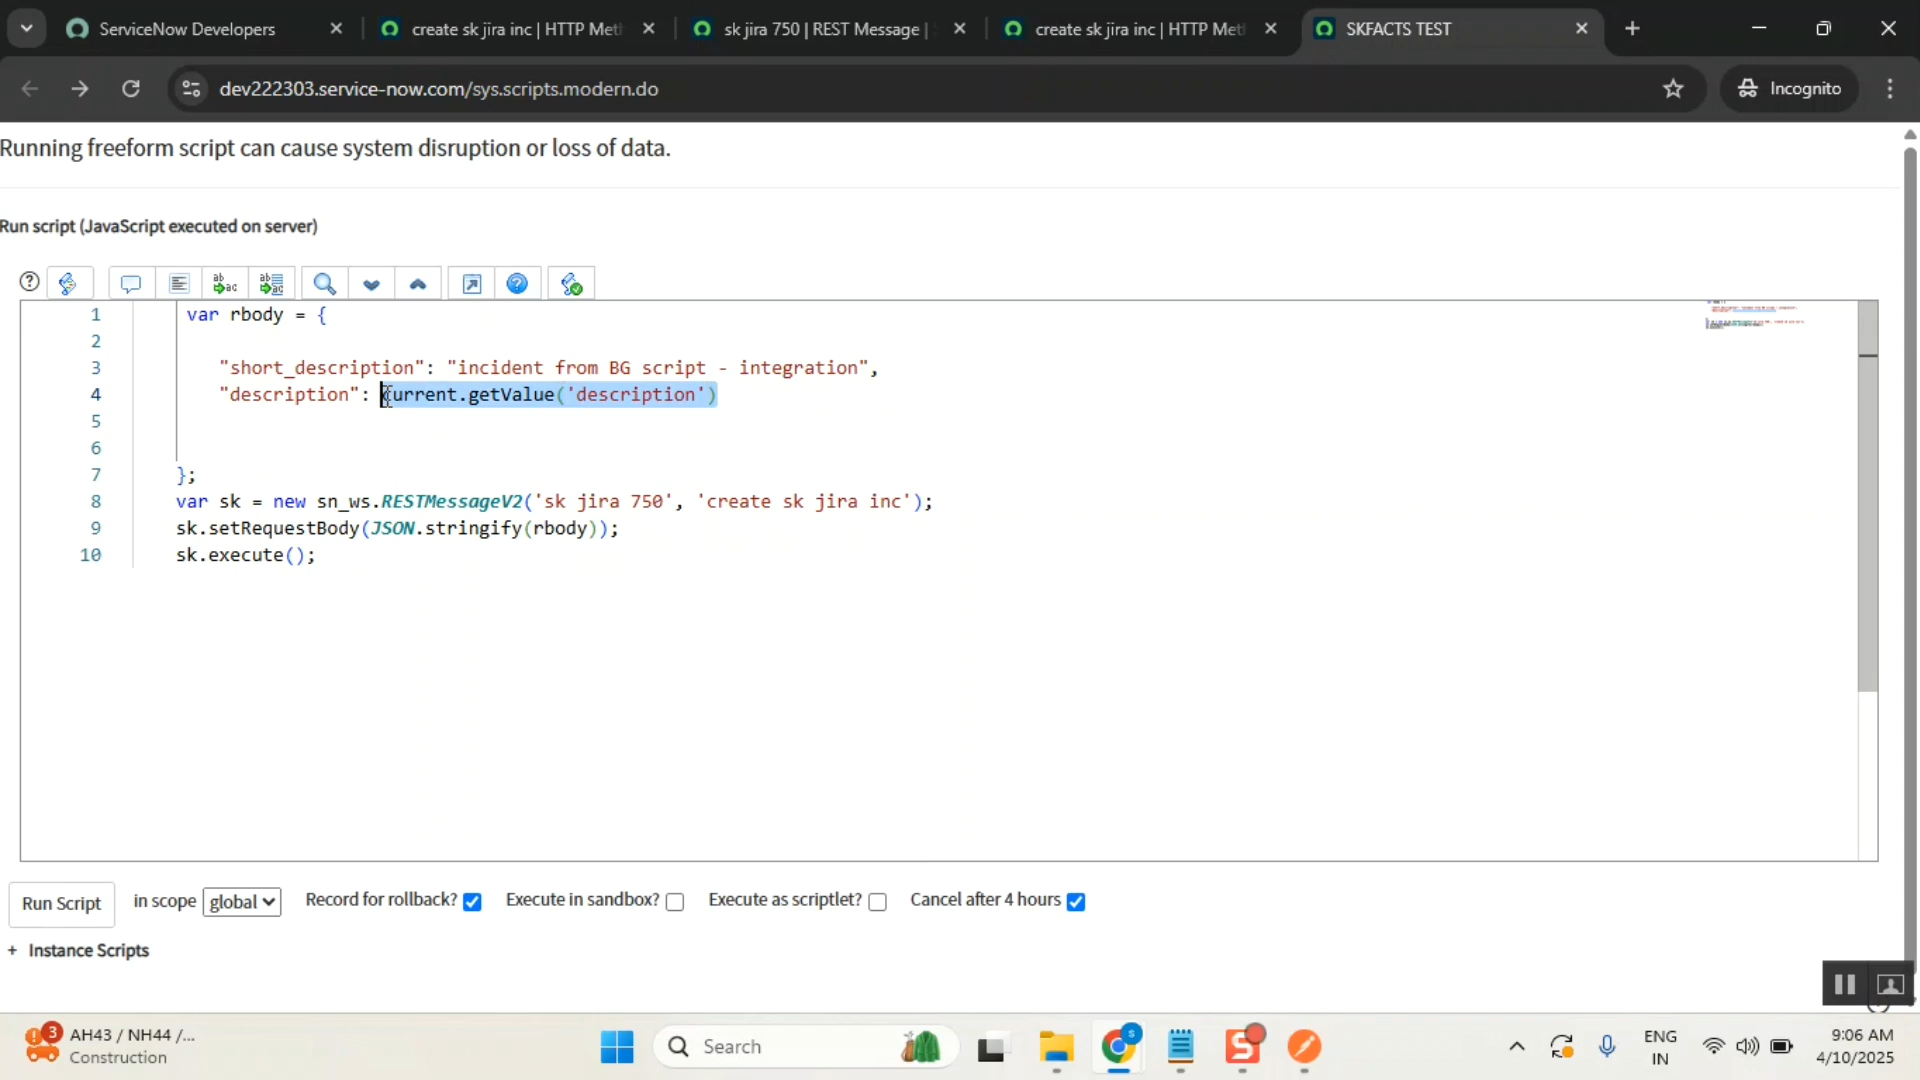 ServiceNow Developers
create sk jira inc | HTTP Met
sk jira 750 | REST Message |
create sk jira inc | HTTP Met
SKFACTS TEST
dev222303.service-now.com/sys.scripts.modern.do
Incognito
Running freeform script can cause system disruption or loss of data.
Run script (JavaScript executed on server)
1 var rbody = {
2
3 "short_description": "incident from BG script - integration",
4 "description": current.getValue('description')
5
6
7 };
8 var sk = new sn_ws.RESTMessageV2('sk jira 750', 'create sk jira inc');
9 sk.setRequestBody(JSON.stringify(rbody));
10 sk.execute();
Run Script
in scope global
Record for rollback?
Execute in sandbox?
Execute as scriptlet?
Cancel after 4 hours
+ Instance Scripts
3
AH43 / NH44 /...
Construction
Search
ENG
IN
9:06 AM
4/10/2025